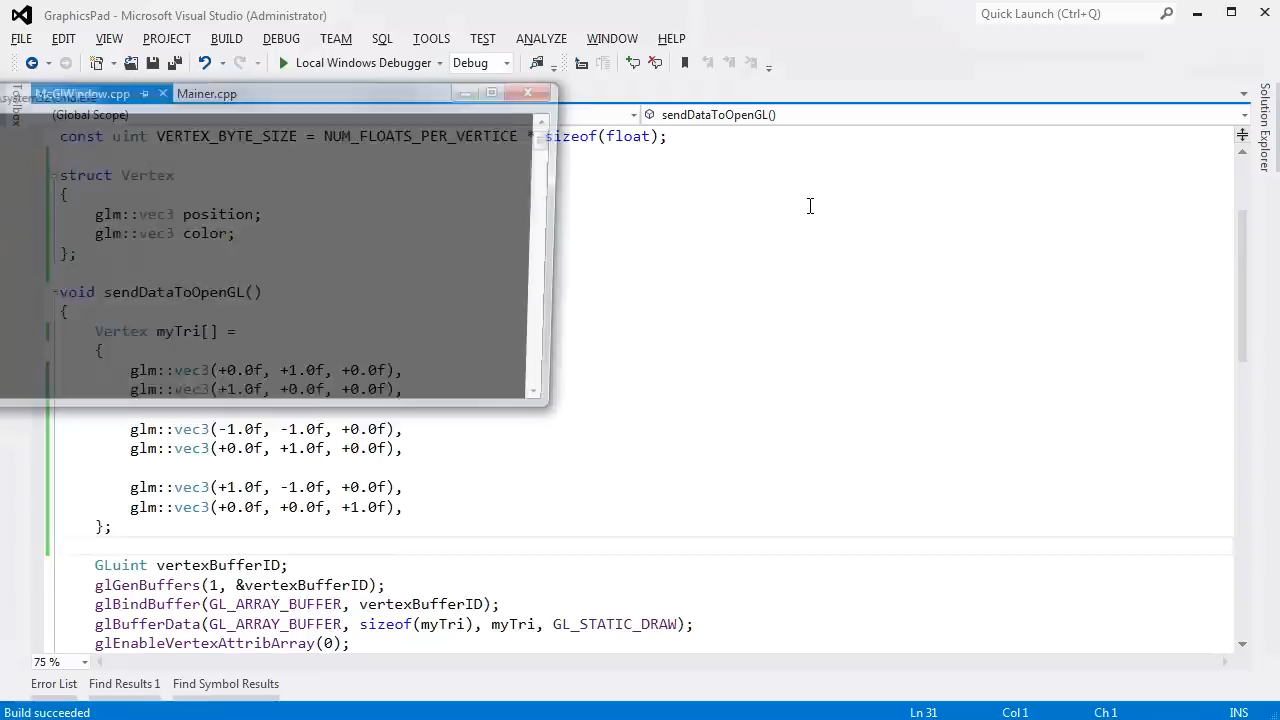 GraphicsPad - Microsoft Visual Studio (Administrator)
Quick Launch (Ctrl+Q)
FILE EDIT VIEW PROJECT BUILD DEBUG TEAM SQL TOOLS TEST ANALYZE WINDOW HELP
Local Windows Debugger Debug
MeGlWindow.cpp Mainer.cpp
(Global Scope) sendDataToOpenGL()
Toolbox
Solution Explorer
const uint VERTEX_BYTE_SIZE = NUM_FLOATS_PER_VERTICE * sizeof(float);
struct Vertex
{
glm::vec3 position;
glm::vec3 color;
};
void sendDataToOpenGL()
{
Vertex myTri[] =
{
glm::vec3(+0.0f, +1.0f, +0.0f),
glm::vec3(+1.0f, +0.0f, +0.0f),
glm::vec3(-1.0f, -1.0f, +0.0f),
glm::vec3(+0.0f, +1.0f, +0.0f),
glm::vec3(+1.0f, -1.0f, +0.0f),
glm::vec3(+0.0f, +0.0f, +1.0f),
};
GLuint vertexBufferID;
glGenBuffers(1, &vertexBufferID);
glBindBuffer(GL_ARRAY_BUFFER, vertexBufferID);
glBufferData(GL_ARRAY_BUFFER, sizeof(myTri), myTri, GL_STATIC_DRAW);
glEnableVertexAttribArray(0);
75 %
Error List Find Results 1 Find Symbol Results
Build succeeded Ln 31 Col 1 Ch 1 INS